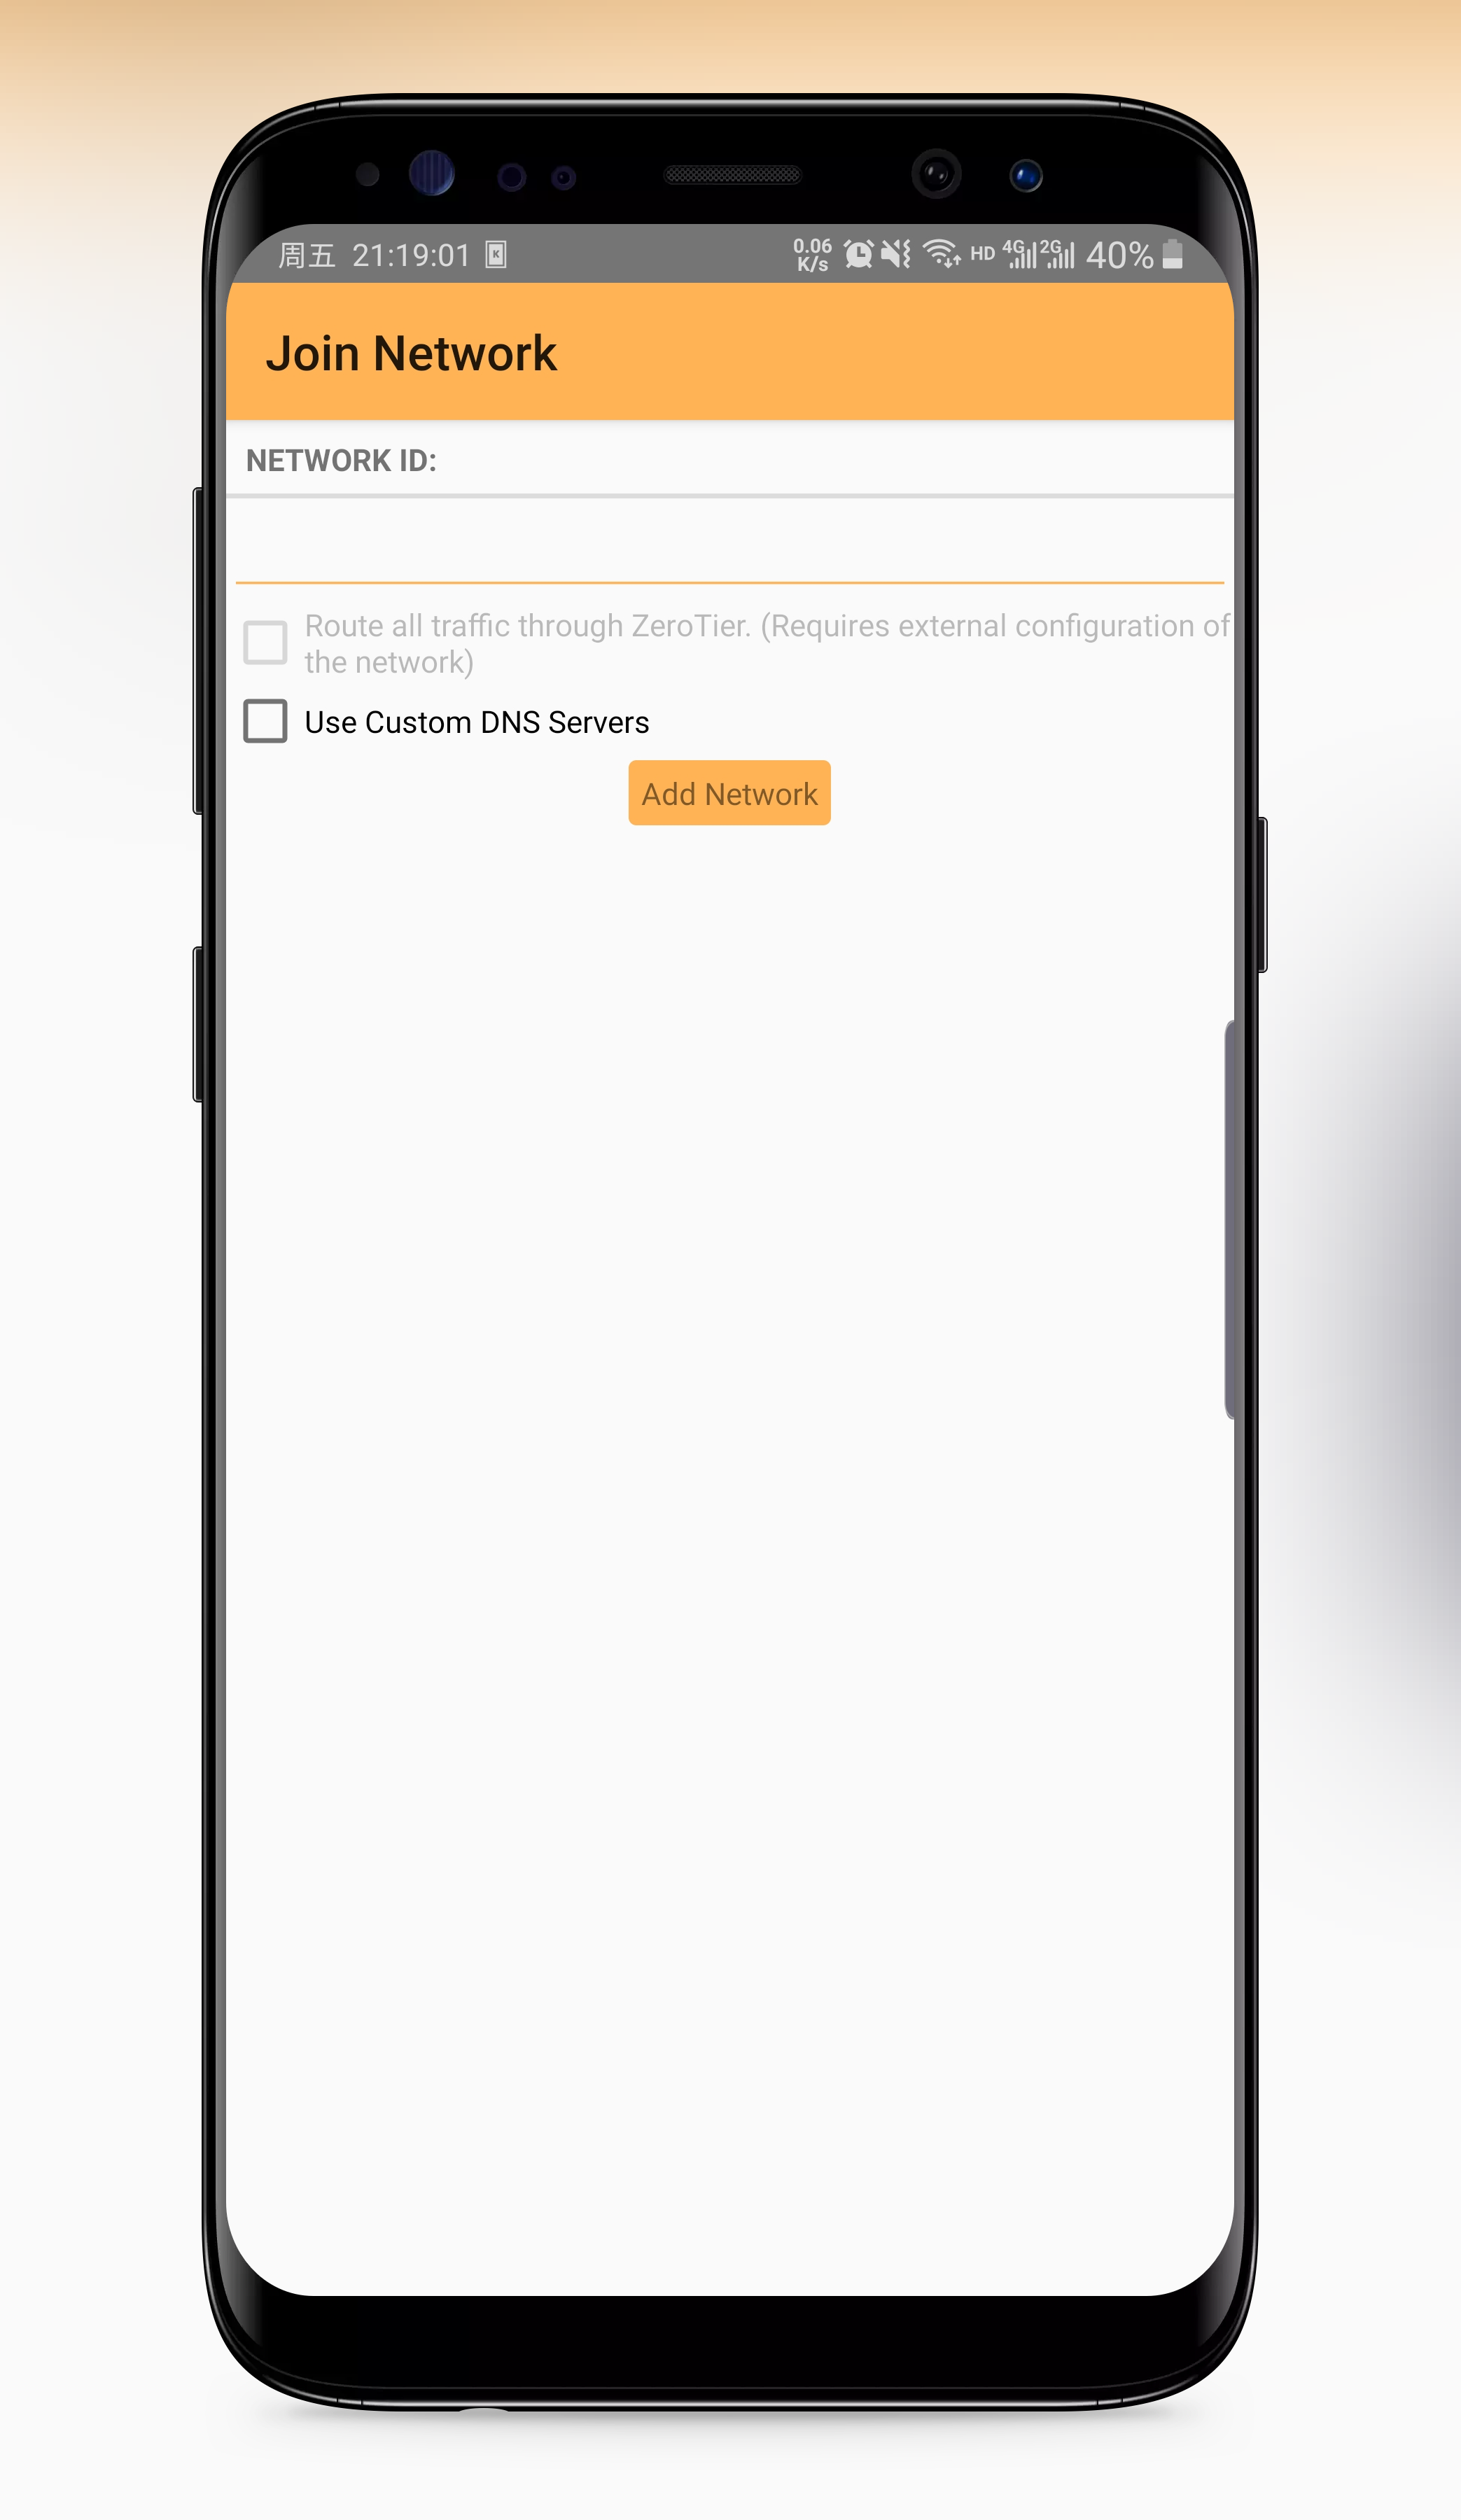 周五 21:19:01 K 0.06 K/s HD 4G 2G 40%
Join Network
NETWORK ID:
Route all traffic through ZeroTier. (Requires external configuration of
the network)
Use Custom DNS Servers
Add Network